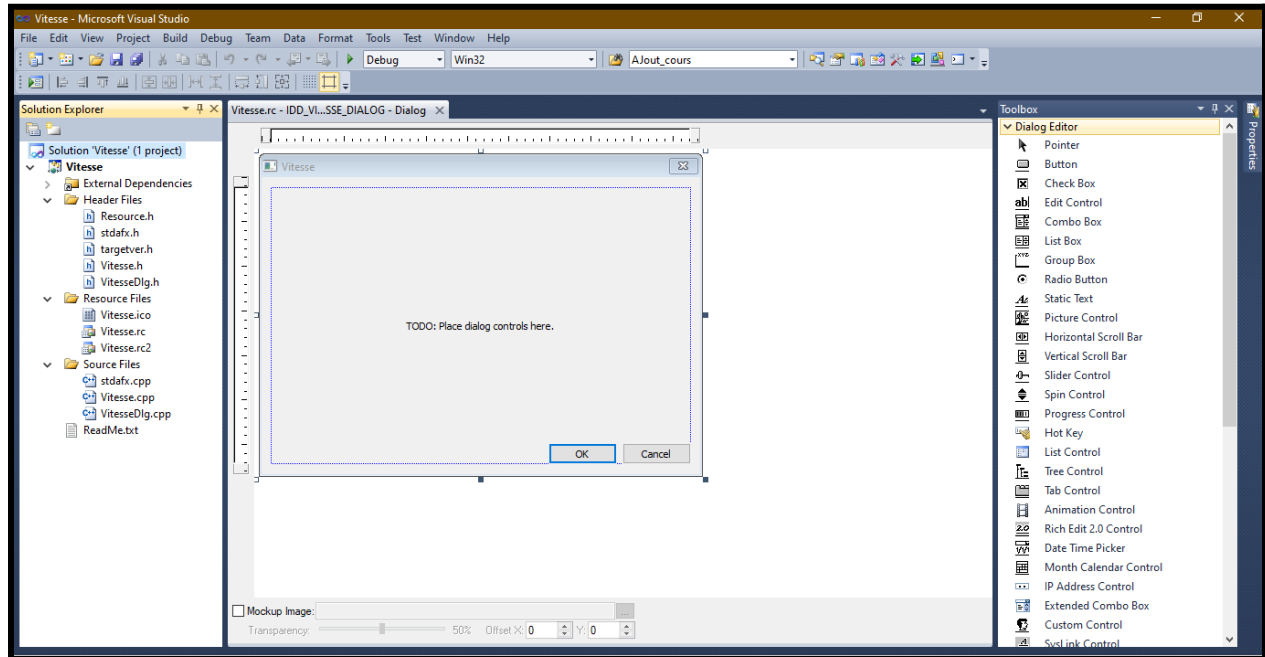 Vitesse - Microsoft Visual Studio
File Edit View Project Build Debug Team Data Format Tools Test Window Help
Debug Win32 AJout_cours
Solution Explorer
Solution 'Vitesse' (1 project)
Vitesse
External Dependencies
Header Files
Resource.h
stdafx.h
targetver.h
Vitesse.h
VitesseDlg.h
Resource Files
Vitesse.ico
Vitesse.rc
Vitesse.rc2
Source Files
stdafx.cpp
Vitesse.cpp
VitesseDlg.cpp
ReadMe.txt
Vitesse.rc - IDD_VI...SSE_DIALOG - Dialog
Vitesse
TODO: Place dialog controls here.
OK Cancel
Mockup Image: ...
Transparency: 50% Offset X: 0 Y: 0
Toolbox
Dialog Editor
Pointer
Button
Check Box
Edit Control
Combo Box
List Box
Group Box
Radio Button
Static Text
Picture Control
Horizontal Scroll Bar
Vertical Scroll Bar
Slider Control
Spin Control
Progress Control
Hot Key
List Control
Tree Control
Tab Control
Animation Control
Rich Edit 2.0 Control
Date Time Picker
Month Calendar Control
IP Address Control
Extended Combo Box
Custom Control
SysLink Control
Properties